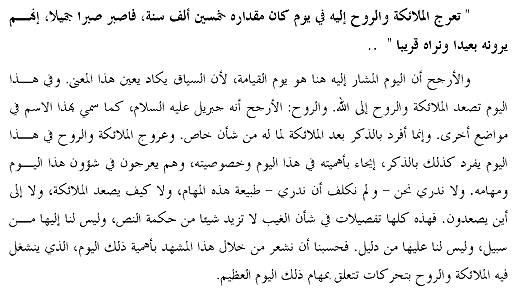 " تعرج الملائكة والروح إليه في يوم كان مقداره خمسين ألف سنة، فاصبر صبرا جميلا، إنهم
يرونه بعيدا ونراه قريبا " ..
والأرجح أن اليوم المشار إليه هنا هو يوم القيامة، لأن السياق يكاد يعين هذا المعنى. وفي هذا
اليوم تصعد الملائكة والروح إلى الله. والروح: الأرجح أنه جبريل عليه السلام، كما سمي بهذا الاسم في
مواضع أخرى. وإنما أفرد بالذكر بعد الملائكة لما له من شأن خاص. وعروج الملائكة والروح في هذا
اليوم يفرد كذلك بالذكر، إيحاء بأهميته في هذا اليوم وخصوصيته، وهم يعرجون في شؤون هذا اليوم
ومهامه. ولا ندري نحن - ولم نكلف أن ندري - طبيعة هذه المهام، ولا كيف يصعد الملائكة، ولا إلى
أين يصعدون. فهذه كلها تفصيلات في شأن الغيب لا تزيد شيئا من حكمة النص، وليس لنا إليها من
سبيل، وليس لنا عليها من دليل. فحسبنا أن نشعر من خلال هذا المشهد بأهمية ذلك اليوم، الذي ينشغل
فيه الملائكة والروح بتحركات تتعلق بمهام ذلك اليوم العظيم.